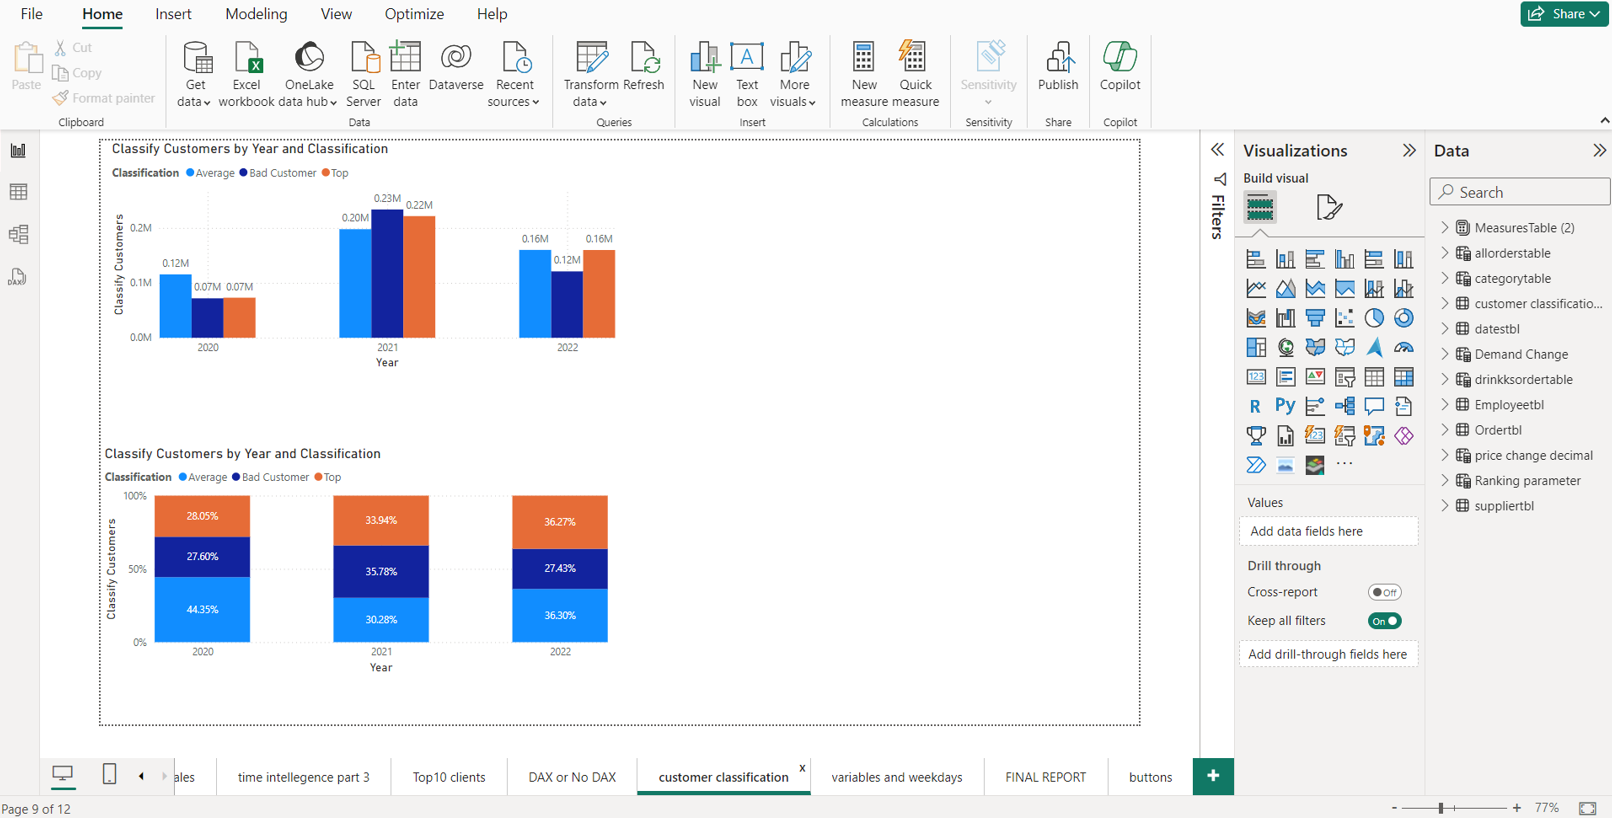 File Home Insert Modeling View Optimize Help Share
Paste
Cut
Copy
Format painter
Clipboard
Get data
Excel workbook
OneLake data hub
SQL Server
Enter data
Dataverse
Recent sources
Data
Transform data
Refresh
Queries
New visual
Text box
More visuals
Insert
New measure
Quick measure
Calculations
Sensitivity
Sensitivity
Publish
Share
Copilot
Copilot
Classify Customers by Year and Classification
Classification Average Bad Customer Top
Classify Customers
0.2M
0.1M
0.0M
0.12M 0.07M 0.07M
0.20M 0.23M 0.22M
0.16M 0.12M 0.16M
2020 2021 2022
Year
Classify Customers by Year and Classification
Classification Average Bad Customer Top
Classify Customers
100%
50%
0%
28.05% 33.94% 36.27%
27.60% 35.78% 27.43%
44.35% 30.28% 36.30%
2020 2021 2022
Year
Filters
Visualizations
Build visual
123
R Py
123
Values
Add data fields here
Drill through
Cross-report Off
Keep all filters On
Add drill-through fields here
Data
Search
MeasuresTable (2)
allorderstable
categorytable
customer classificatio...
datestbl
Demand Change
drinkksordertable
Employeetbl
Ordertbl
price change decimal
Ranking parameter
suppliertbl
DAX
ales time intellegence part 3 Top10 clients DAX or No DAX customer classification x variables and weekdays FINAL REPORT buttons +
Page 9 of 12
- + 77%